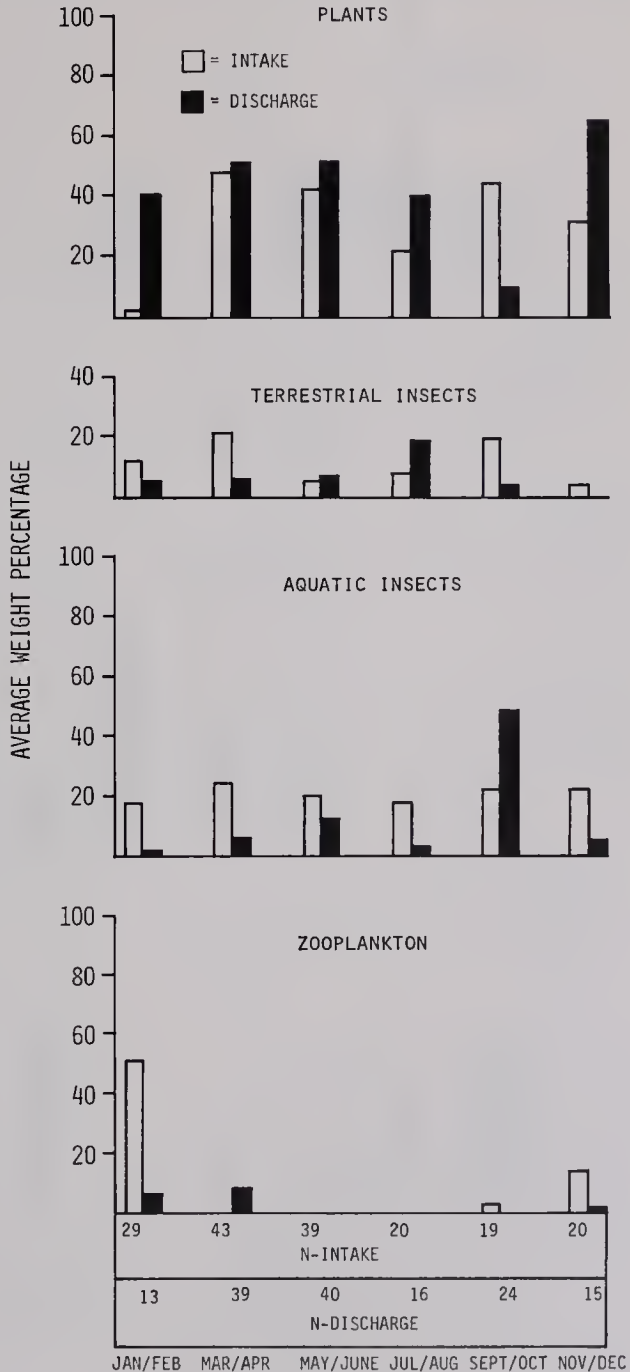 PLANTS
100
80
60
40
20
= INTAKE
= DISCHARGE
TERRESTRIAL INSECTS
40
20
AVERAGE WEIGHT PERCENTAGE
AQUATIC INSECTS
100
80
60
40
20
ZOOPLANKTON
100
80
60
40
20
29 43 39 20 19 20
N-INTAKE
13 39 40 16 24 15
N-DISCHARGE
JAN/FEB MAR/APR MAY/JUNE JUL/AUG SEPT/OCT NOV/DEC